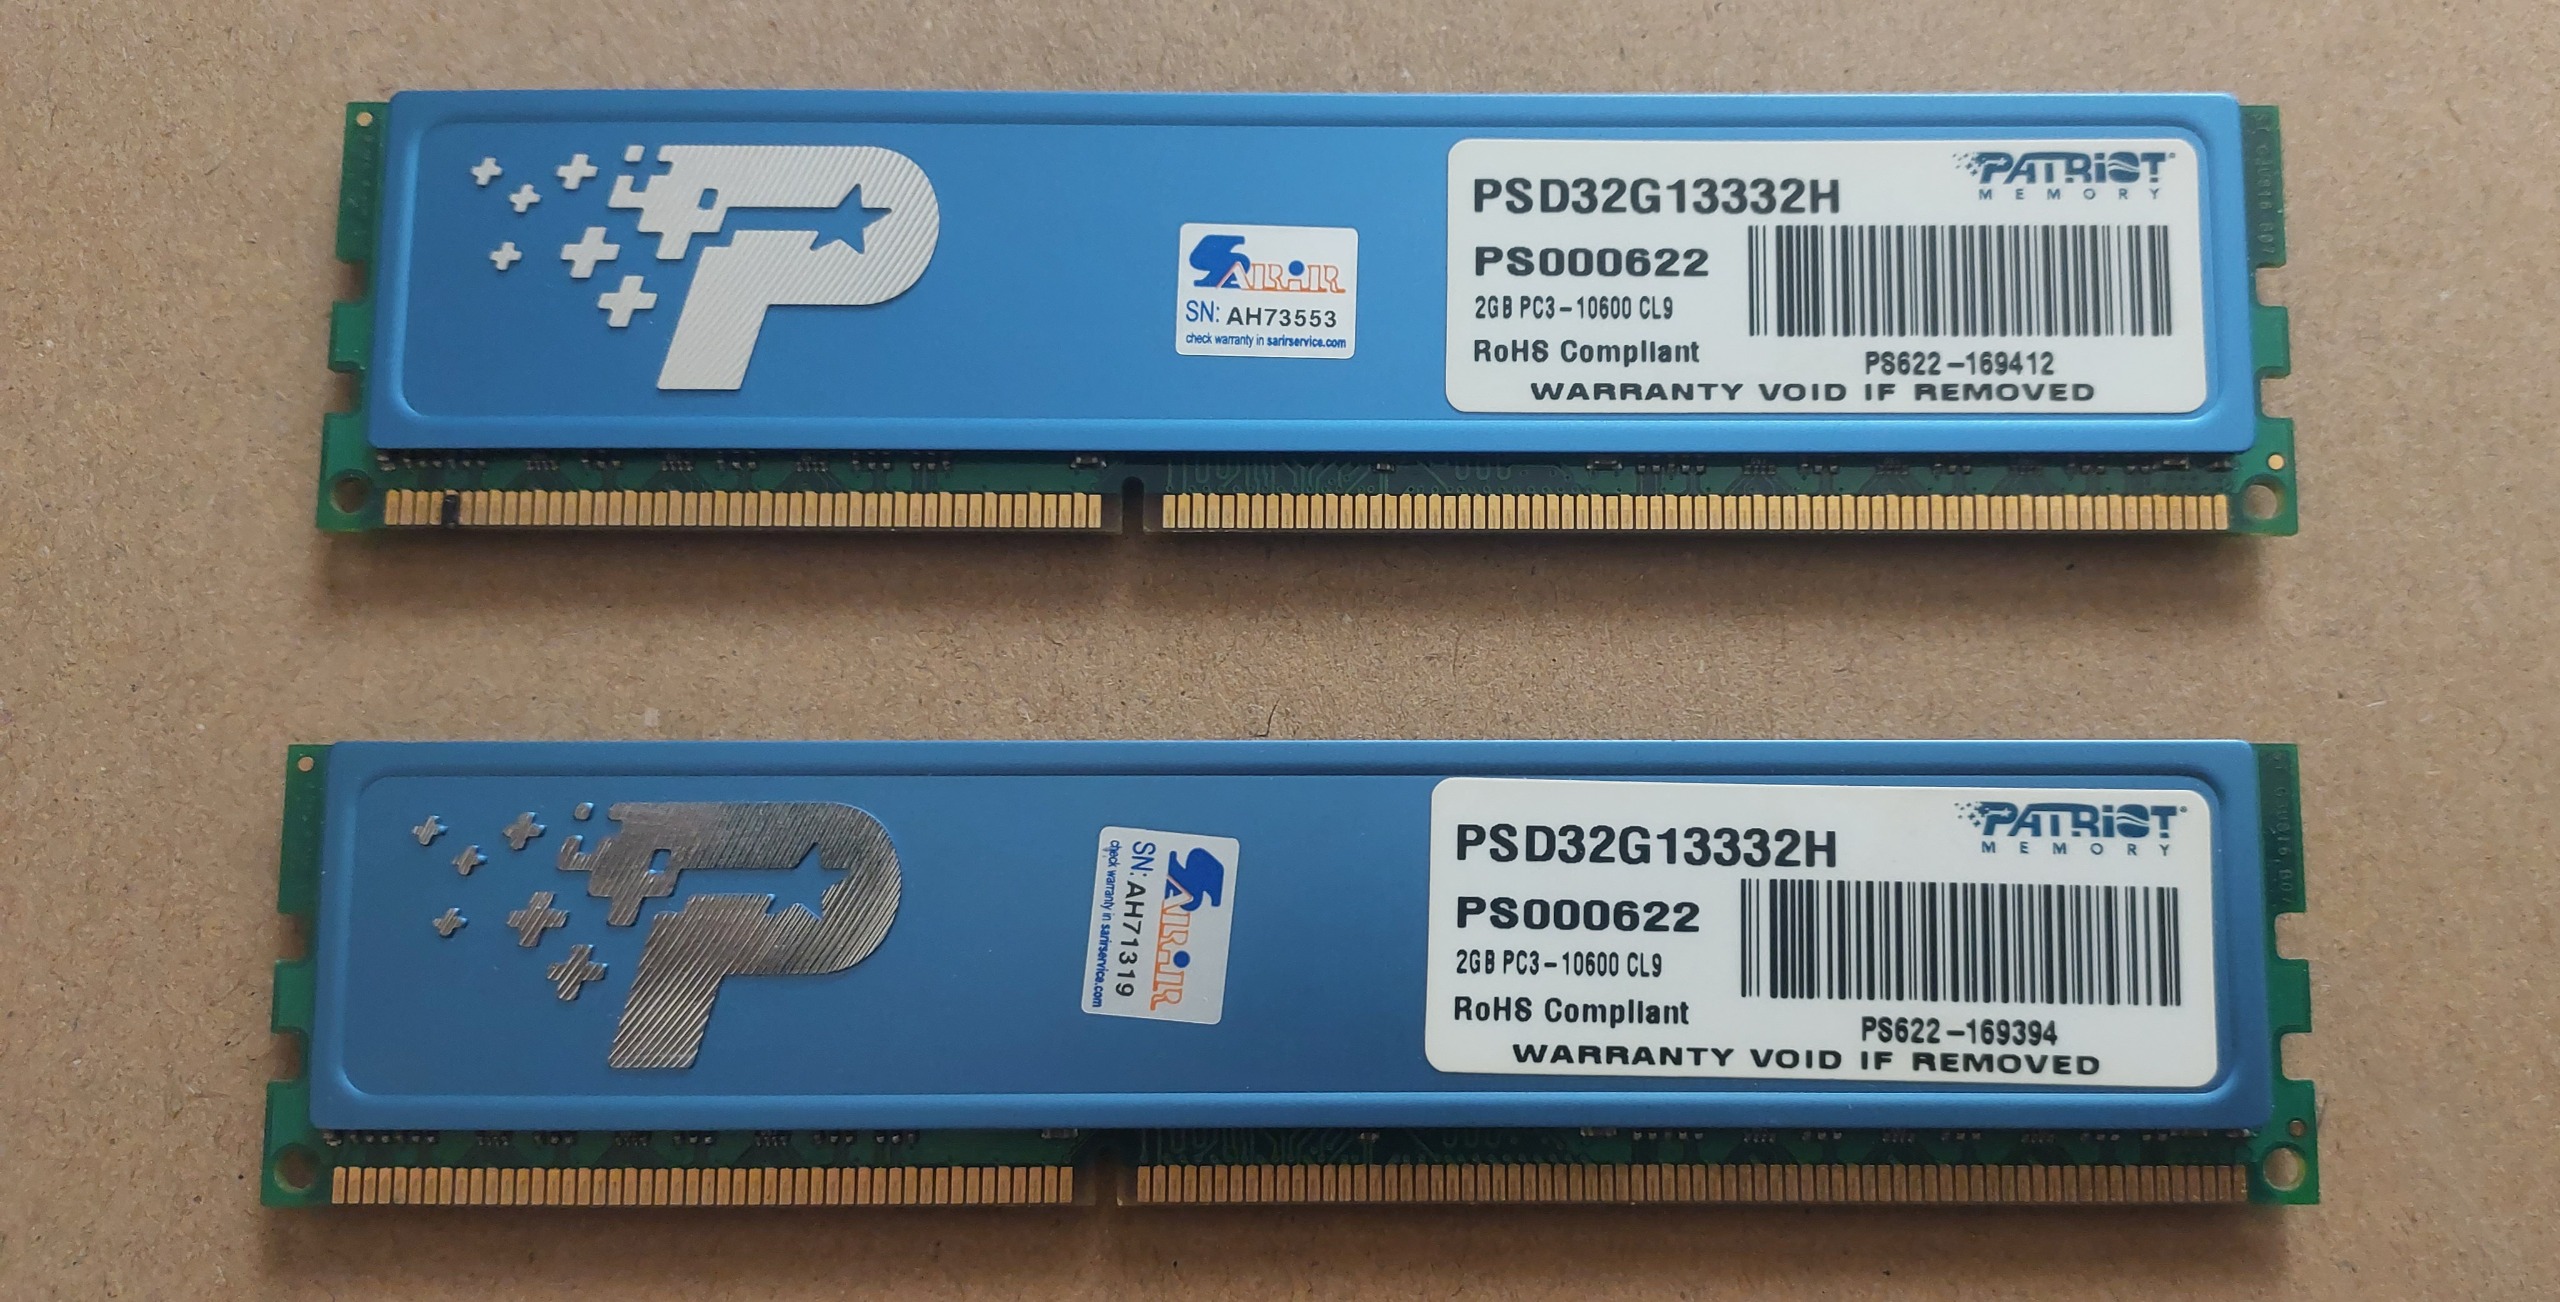 SARIR
SN: AH73553
check warranty in sarirservice.com
PATRIOT
MEMORY
PSD32G13332H
PS000622
2GB PC3-10600 CL9
RoHS Compliant
PS622-169412
WARRANTY VOID IF REMOVED
SARIR
SN: AH71319
check warranty in sarirservice.com
PATRIOT
MEMORY
PSD32G13332H
PS000622
2GB PC3-10600 CL9
RoHS Compliant
PS622-169394
WARRANTY VOID IF REMOVED